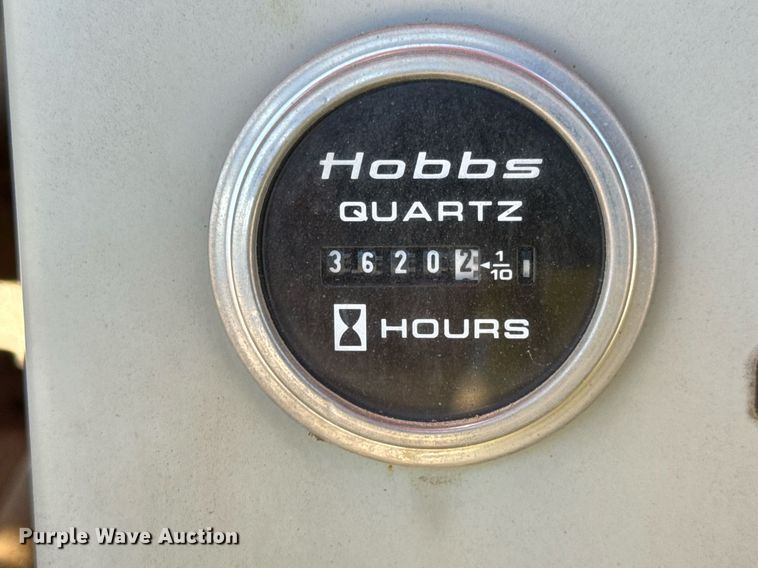 Hobbs
QUARTZ
36202 ◄1/10
HOURS
Purple Wave Auction